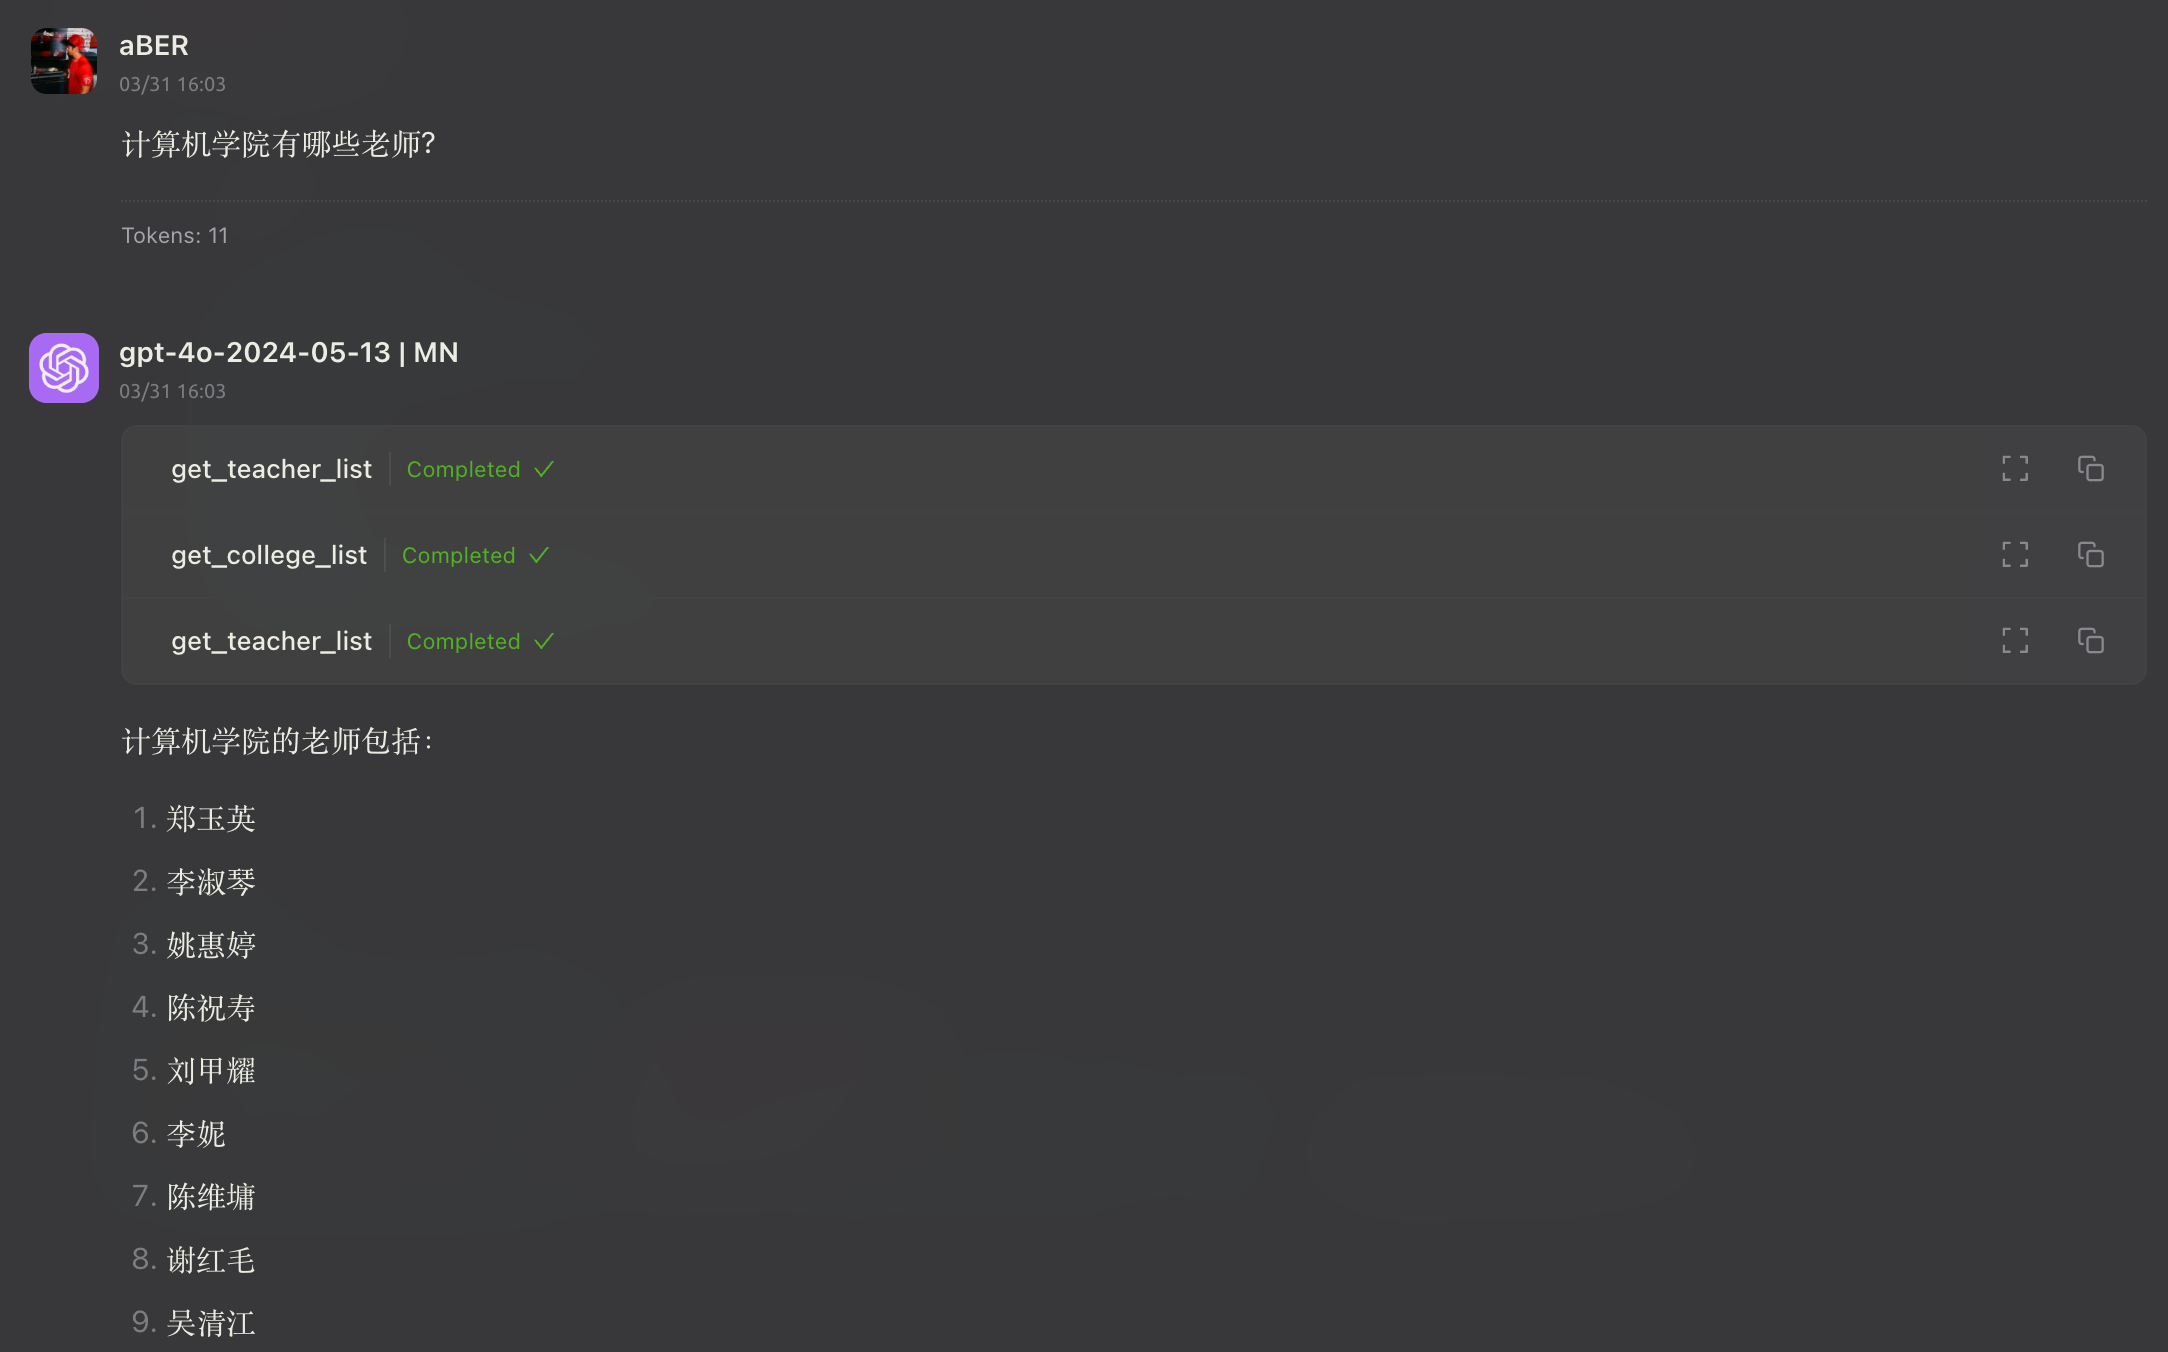 aBER
03/31 16:03
计算机学院有哪些老师?
Tokens: 11
gpt-4o-2024-05-13 | MN
03/31 16:03
get_teacher_list Completed
get_college_list Completed
get_teacher_list Completed
计算机学院的老师包括：
1. 郑玉英
2. 李淑琴
3. 姚惠婷
4. 陈祝寿
5. 刘甲耀
6. 李妮
7. 陈维墉
8. 谢红毛
9. 吴清江